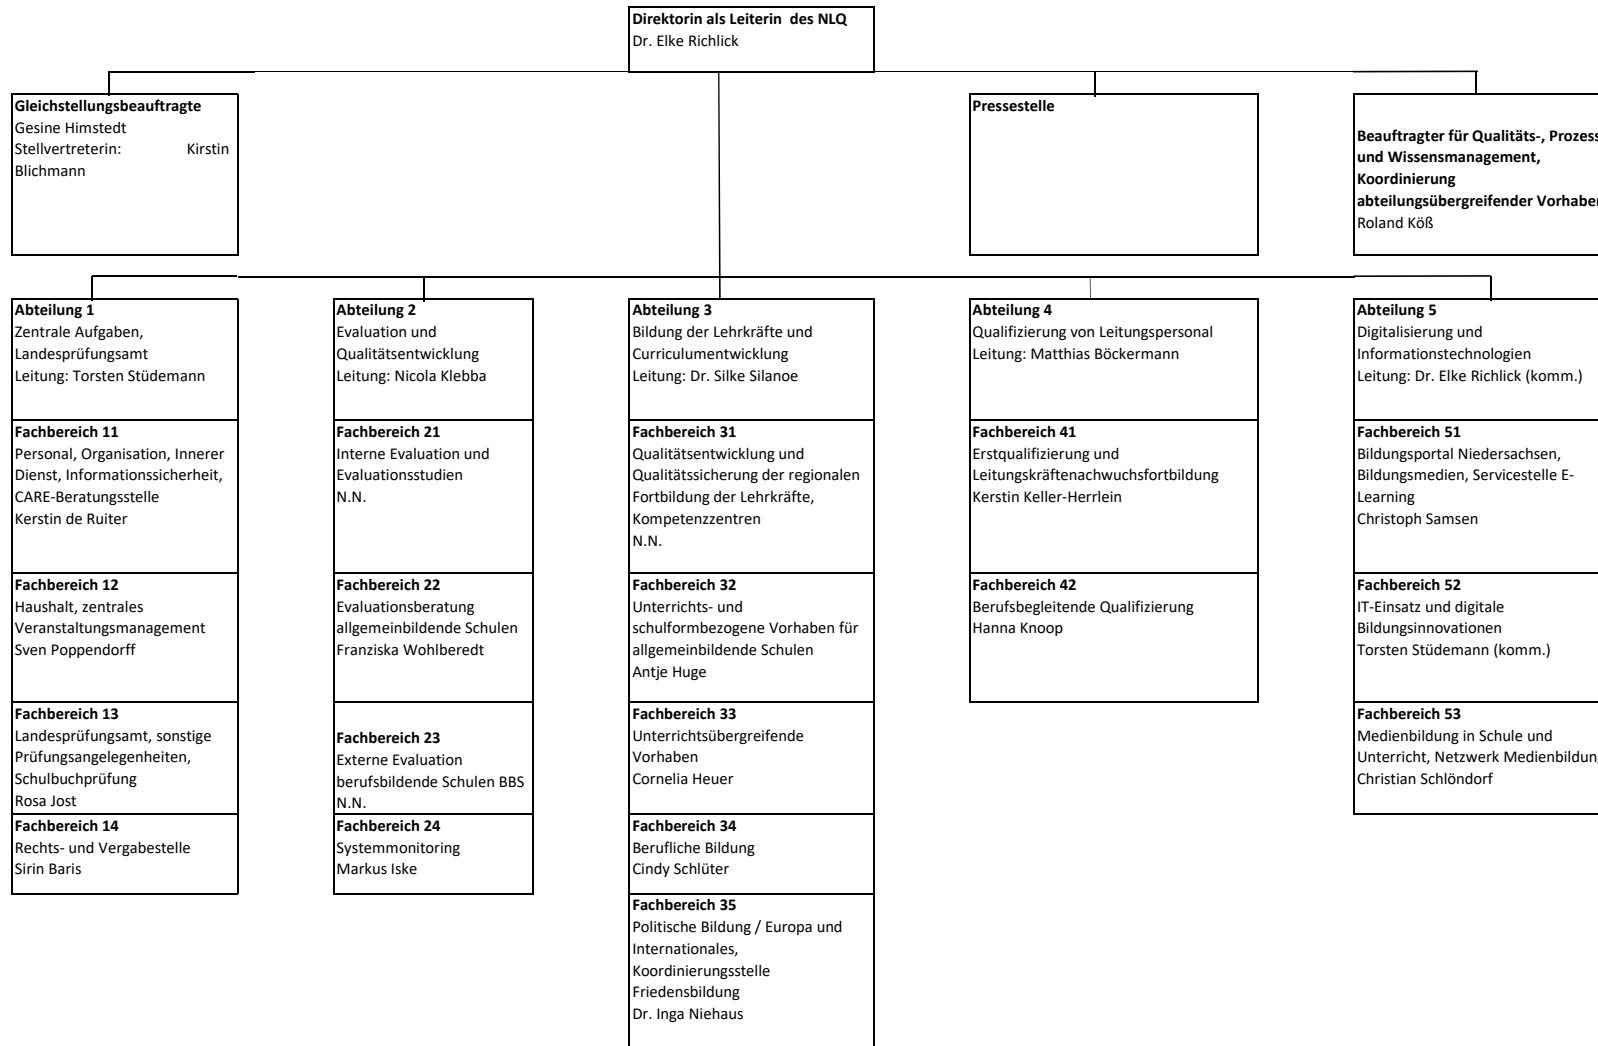 Direktorin als Leiterin des NLQ
Dr. Elke Richlick
Gleichstellungsbeauftragte
Gesine Himstedt
Stellvertreterin: Kirstin
Blichmann
Pressestelle
Beauftragter für Qualitäts-, Prozess
und Wissensmanagement,
Koordinierung
abteilungsübergreifender Vorhaben
Roland Köß
Abteilung 1
Zentrale Aufgaben,
Landesprüfungsamt
Leitung: Torsten Stüdemann
Fachbereich 11
Personal, Organisation, Innerer
Dienst, Informationssicherheit,
CARE-Beratungsstelle
Kerstin de Ruiter
Fachbereich 12
Haushalt, zentrales
Veranstaltungsmanagement
Sven Poppendorff
Fachbereich 13
Landesprüfungsamt, sonstige
Prüfungsangelegenheiten,
Schulbuchprüfung
Rosa Jost
Fachbereich 14
Rechts- und Vergabestelle
Sirin Baris
Abteilung 2
Evaluation und
Qualitätsentwicklung
Leitung: Nicola Klebba
Fachbereich 21
Interne Evaluation und
Evaluationsstudien
N.N.
Fachbereich 22
Evaluationsberatung
allgemeinbildende Schulen
Franziska Wohlberedt
Fachbereich 23
Externe Evaluation
berufsbildende Schulen BBS
N.N.
Fachbereich 24
Systemmonitoring
Markus Iske
Abteilung 3
Bildung der Lehrkräfte und
Curriculumentwicklung
Leitung: Dr. Silke Silanoe
Fachbereich 31
Qualitätsentwicklung und
Qualitätssicherung der regionalen
Fortbildung der Lehrkräfte,
Kompetenzzentren
N.N.
Fachbereich 32
Unterrichts- und
schulformbezogene Vorhaben für
allgemeinbildende Schulen
Antje Huge
Fachbereich 33
Unterrichtsübergreifende
Vorhaben
Cornelia Heuer
Fachbereich 34
Berufliche Bildung
Cindy Schlüter
Fachbereich 35
Politische Bildung / Europa und
Internationales,
Koordinierungsstelle
Friedensbildung
Dr. Inga Niehaus
Abteilung 4
Qualifizierung von Leitungspersonal
Leitung: Matthias Böckermann
Fachbereich 41
Erstqualifizierung und
Leitungskräftenachwuchsfortbildung
Kerstin Keller-Herrlein
Fachbereich 42
Berufsbegleitende Qualifizierung
Hanna Knoop
Abteilung 5
Digitalisierung und
Informationstechnologien
Leitung: Dr. Elke Richlick (komm.)
Fachbereich 51
Bildungsportal Niedersachsen,
Bildungsmedien, Servicestelle E-
Learning
Christoph Samsen
Fachbereich 52
IT-Einsatz und digitale
Bildungsinnovationen
Torsten Stüdemann (komm.)
Fachbereich 53
Medienbildung in Schule und
Unterricht, Netzwerk Medienbildung
Christian Schlöndorf